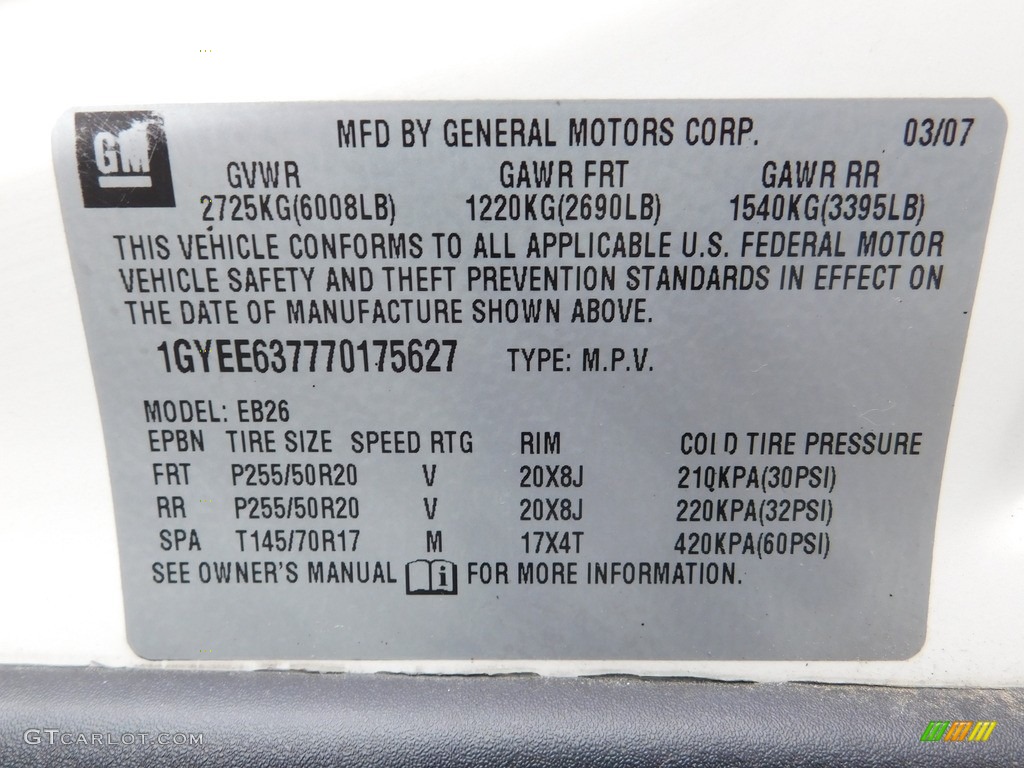 GM
MFD BY GENERAL MOTORS CORP. 03/07
GVWR GAWR FRT GAWR RR
2725KG(6008LB) 1220KG(2690LB) 1540KG(3395LB)
THIS VEHICLE CONFORMS TO ALL APPLICABLE U.S. FEDERAL MOTOR
VEHICLE SAFETY AND THEFT PREVENTION STANDARDS IN EFFECT ON
THE DATE OF MANUFACTURE SHOWN ABOVE.
1GYEE637770175627 TYPE: M.P.V.
MODEL: EB26
EPBN TIRE SIZE SPEED RTG RIM COLD TIRE PRESSURE
FRT P255/50R20 V 20X8J 210KPA(30PSI)
RR P255/50R20 V 20X8J 220KPA(32PSI)
SPA T145/70R17 M 17X4T 420KPA(60PSI)
SEE OWNER'S MANUAL i FOR MORE INFORMATION.
GTCARLOT.COM